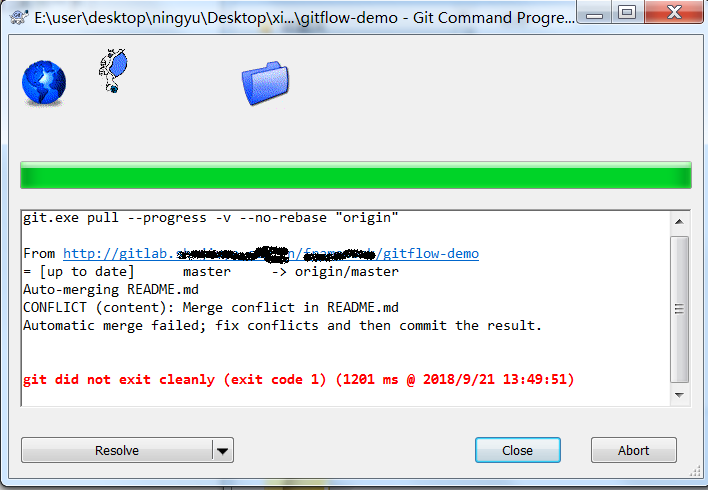 E:\user\desktop\ningyu\Desktop\xi...\gitflow-demo - Git Command Progre...
git.exe pull --progress -v --no-rebase "origin"
From http://gitlab. /gitflow-demo
= [up to date] master -> origin/master
Auto-merging README.md
CONFLICT (content): Merge conflict in README.md
Automatic merge failed; fix conflicts and then commit the result.
git did not exit cleanly (exit code 1) (1201 ms @ 2018/9/21 13:49:51)
Resolve
Close
Abort